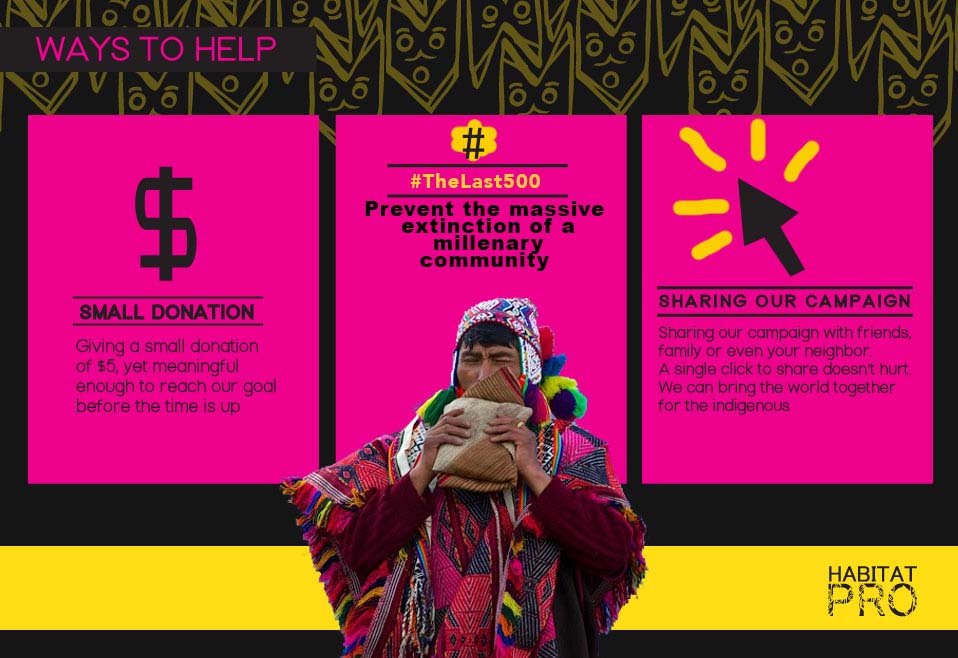 WAYS TO HELP
$
SMALL DONATION
Giving a small donation
of $5, yet meaningful
enough to reach our goal
before the time is up
#
#TheLast500
Prevent the massive
extinction of a
millenary
community
SHARING OUR CAMPAIGN
Sharing our campaign with friends,
family or even your neighbor.
A single click to share doesn't hurt.
We can bring the world together
for the indigenous
HABITAT
PRO